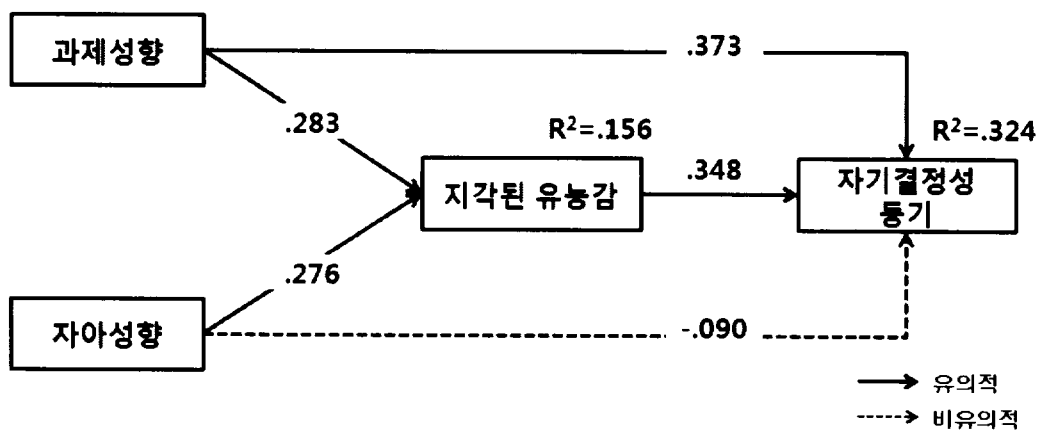 과제성향
.373
.283
R²=.156
R²=.324
지각된 유능감
.348
자기결정성
동기
.276
자아성향
-.090
유의적
비유의적